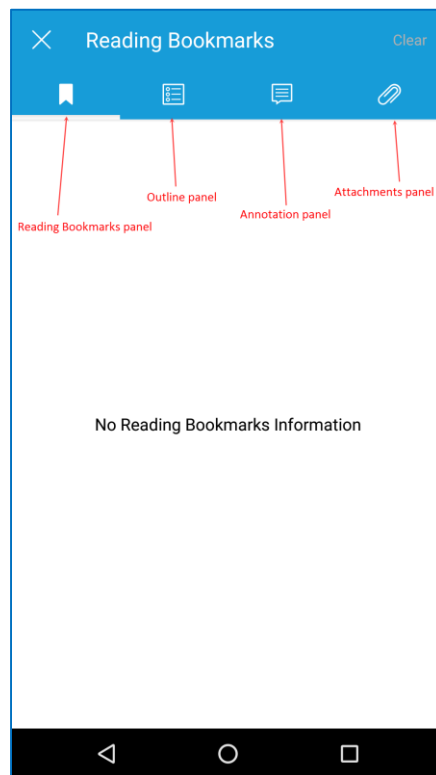 Reading Bookmarks
Clear
Outline panel
Attachments panel
Annotation panel
Reading Bookmarks panel
No Reading Bookmarks Information